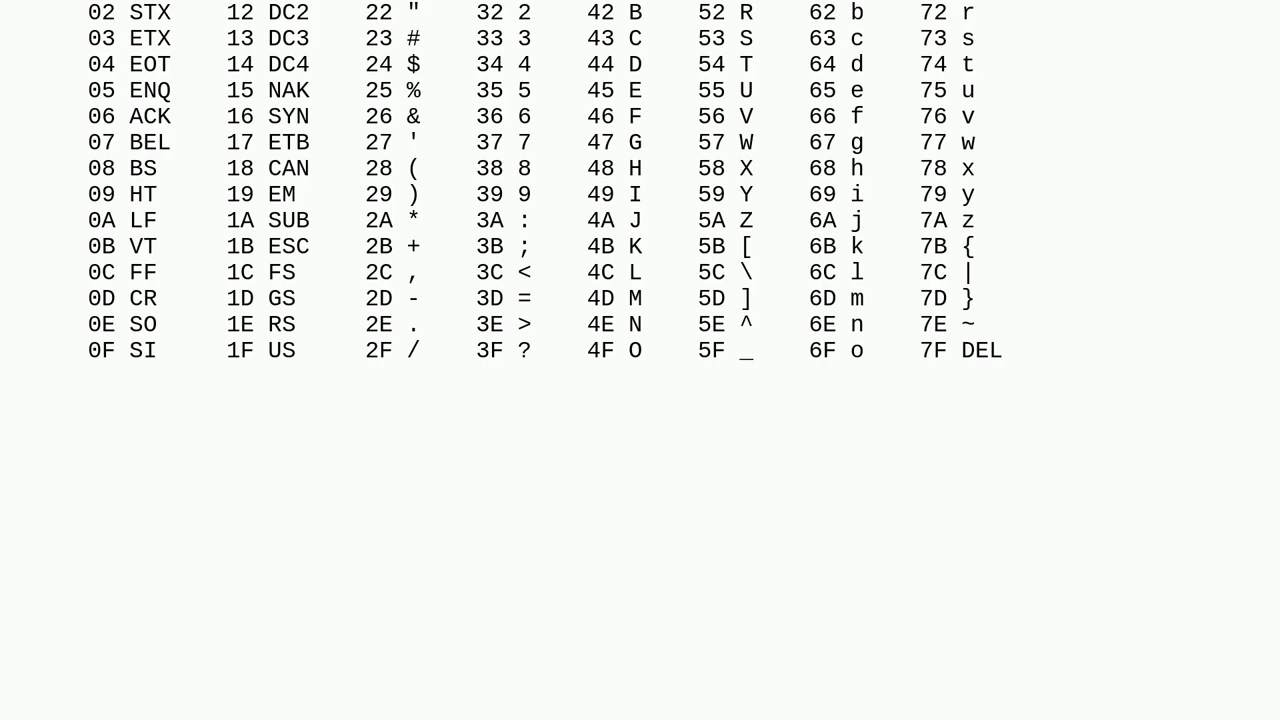 02 STX    12 DC2    22 "    32 2    42 B    52 R    62 b    72 r
03 ETX    13 DC3    23 #    33 3    43 C    53 S    63 c    73 s
04 EOT    14 DC4    24 $    34 4    44 D    54 T    64 d    74 t
05 ENQ    15 NAK    25 %    35 5    45 E    55 U    65 e    75 u
06 ACK    16 SYN    26 &    36 6    46 F    56 V    66 f    76 v
07 BEL    17 ETB    27 '    37 7    47 G    57 W    67 g    77 w
08 BS     18 CAN    28 (    38 8    48 H    58 X    68 h    78 x
09 HT     19 EM     29 )    39 9    49 I    59 Y    69 i    79 y
0A LF     1A SUB    2A *    3A :    4A J    5A Z    6A j    7A z
0B VT     1B ESC    2B +    3B ;    4B K    5B [    6B k    7B {
0C FF     1C FS     2C ,    3C <    4C L    5C \    6C l    7C |
0D CR     1D GS     2D -    3D =    4D M    5D ]    6D m    7D }
0E SO     1E RS     2E .    3E >    4E N    5E ^    6E n    7E ~
0F SI     1F US     2F /    3F ?    4F O    5F _    6F o    7F DEL